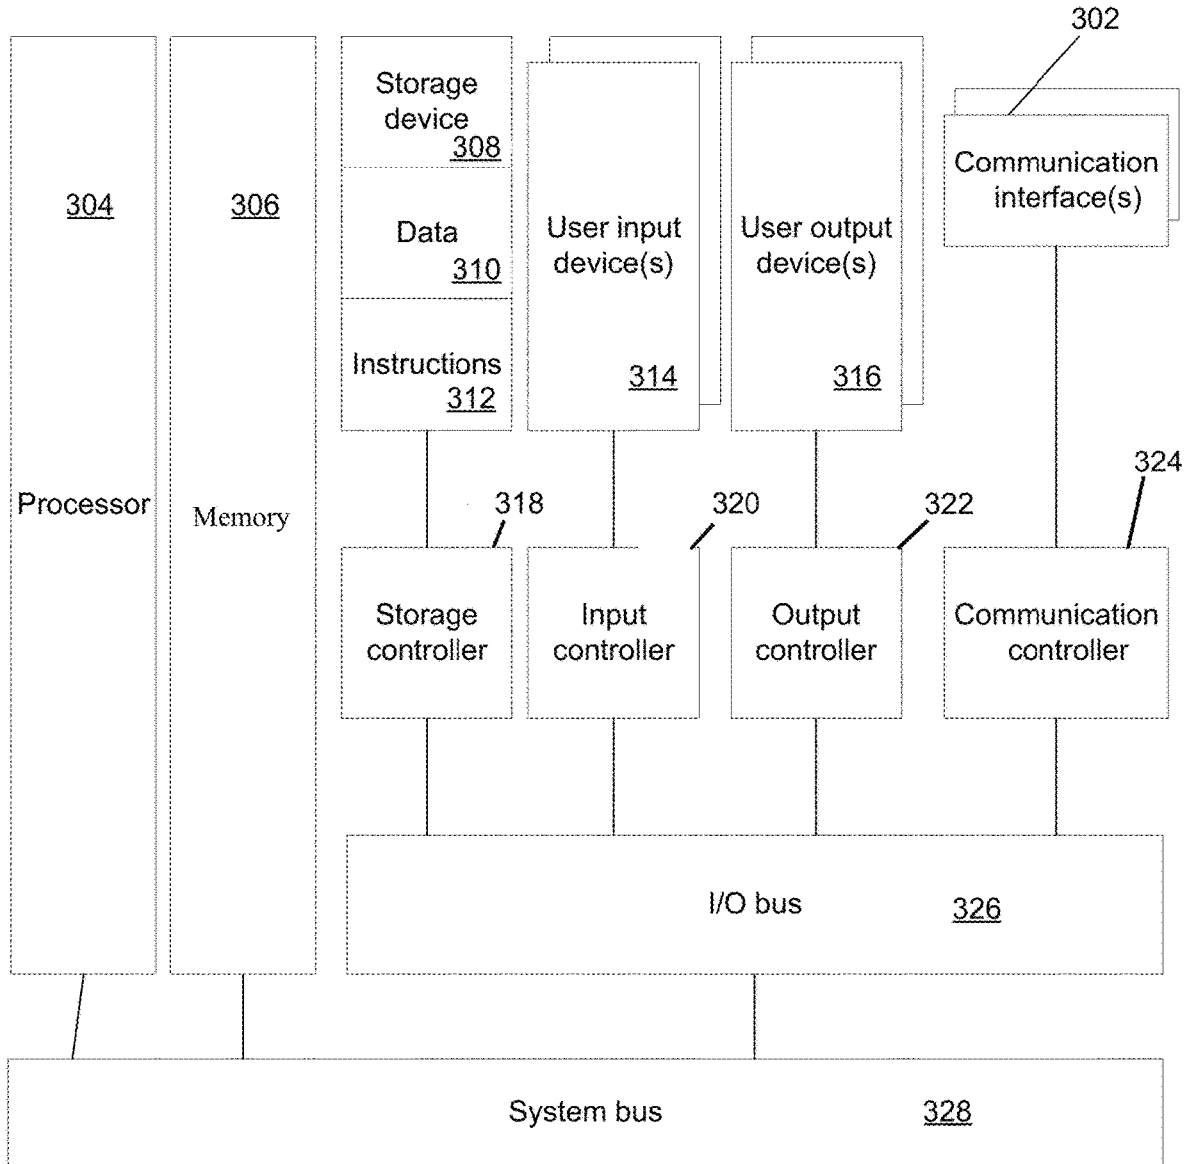 302
Storage
device
308
Communication
interface(s)
304
306
Data
310
User input
device(s)
User output
device(s)
Instructions
312
314
316
324
Processor
Memory
318
320
322
Storage
controller
Input
controller
Output
controller
Communication
controller
I/O bus
326
System bus
328